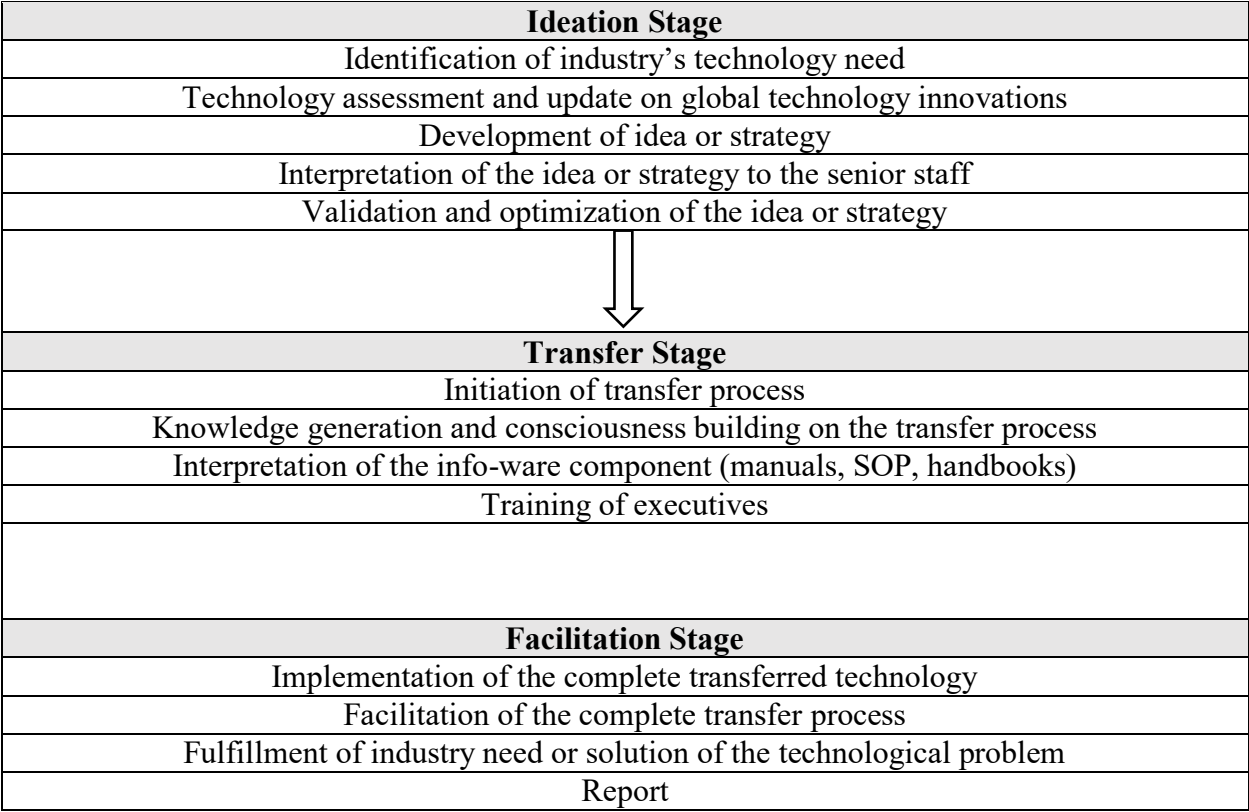 Ideation Stage
Identification of industry’s technology need
Technology assessment and update on global technology innovations
Development of idea or strategy
Interpretation of the idea or strategy to the senior staff
Validation and optimization of the idea or strategy
Transfer Stage
Initiation of transfer process
Knowledge generation and consciousness building on the transfer process
Interpretation of the info-ware component (manuals, SOP, handbooks)
Training of executives
Facilitation Stage
Implementation of the complete transferred technology
Facilitation of the complete transfer process
Fulfillment of industry need or solution of the technological problem
Report